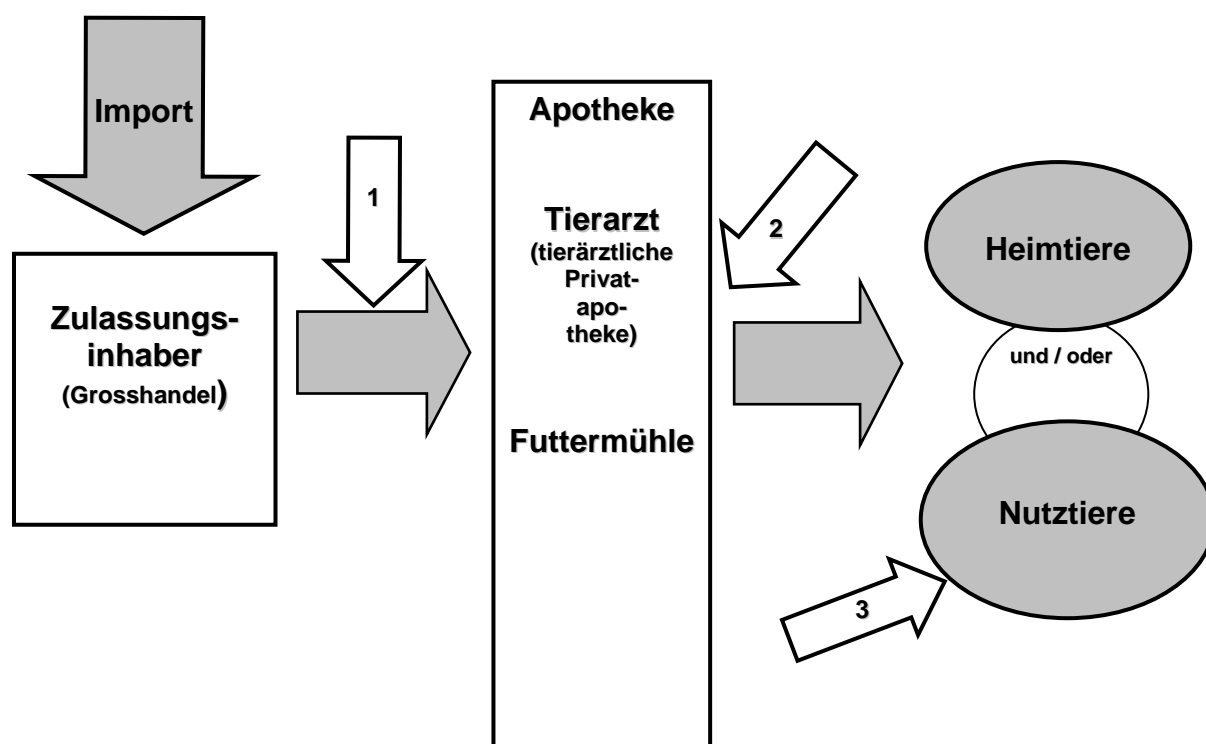 Import
1
Zulassungs-
inhaber
(Grosshandel)
Apotheke
Tierarzt
(tierärztliche
Privat-
apo-
theke)
Futtermühle
2
Heimtiere
und / oder
Nutztiere
3